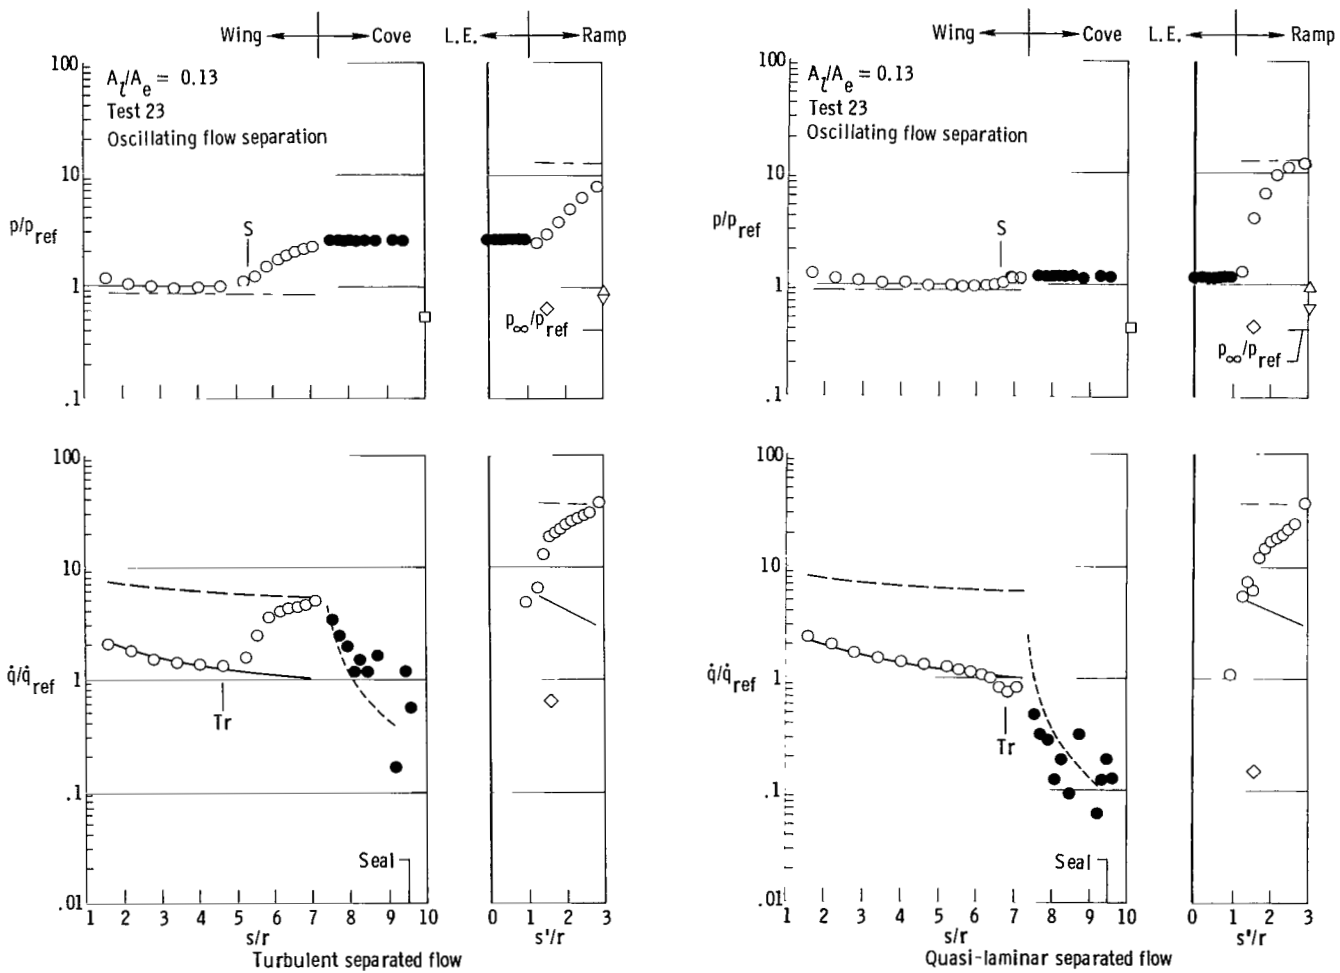 Wing Cove L.E. Ramp
100
A_l/A_e = 0.13
Test 23
Oscillating flow separation
10
p/p_ref
S
1
p_∞/p_ref
.1
100
10
q̇/q̇_ref
1
Tr
.1
Seal
.01
1 2 3 4 5 6 7 8 9 10 0 1 2 3
s/r s'/r
Turbulent separated flow
Wing Cove L.E. Ramp
100
A_l/A_e = 0.13
Test 23
Oscillating flow separation
10
p/p_ref
S
1
p_∞/p_ref
.1
100
10
q̇/q̇_ref
1
Tr
.1
Seal
.01
1 2 3 4 5 6 7 8 9 10 0 1 2 3
s/r s'/r
Quasi-laminar separated flow